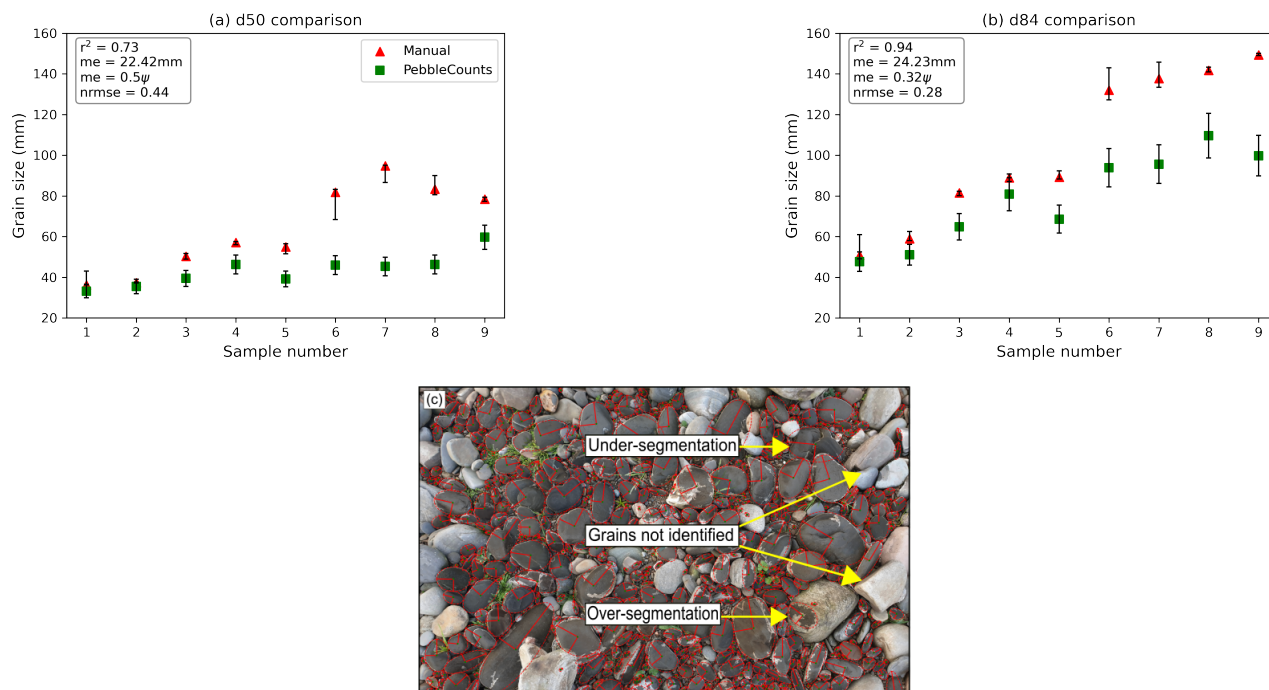 (a) d50 comparison
160
140
120
100
80
60
40
20
Grain size (mm)
r² = 0.73
me = 22.42mm
me = 0.5ψ
nrmse = 0.44
Manual
PebbleCounts
1 2 3 4 5 6 7 8 9
Sample number
(b) d84 comparison
160
140
120
100
80
60
40
20
Grain size (mm)
r² = 0.94
me = 24.23mm
me = 0.32ψ
nrmse = 0.28
1 2 3 4 5 6 7 8 9
Sample number
(c)
Under-segmentation
Grains not identified
Over-segmentation